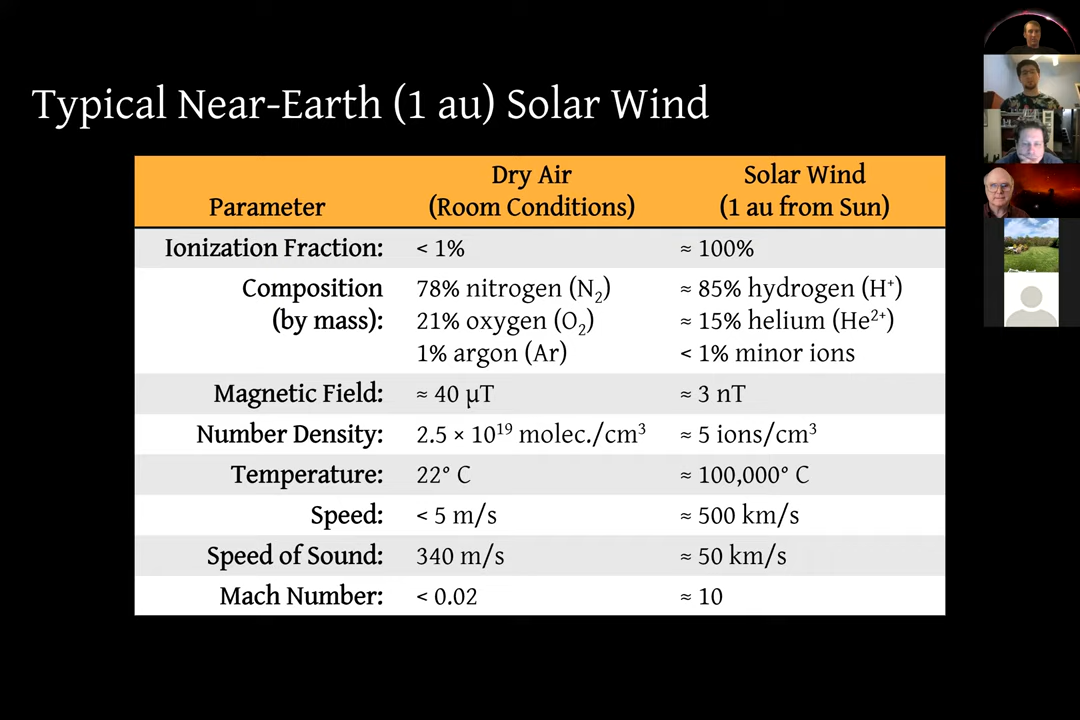 Typical Near-Earth (1 au) Solar Wind
Dry Air Solar Wind
Parameter (Room Conditions) (1 au from Sun)
Ionization Fraction: < 1% ≈ 100%
Composition 78% nitrogen (N₂) ≈ 85% hydrogen (H⁺)
(by mass): 21% oxygen (O₂) ≈ 15% helium (He²⁺)
1% argon (Ar) < 1% minor ions
Magnetic Field: ≈ 40 μT ≈ 3 nT
Number Density: 2.5 × 10¹⁹ molec./cm³ ≈ 5 ions/cm³
Temperature: 22° C ≈ 100,000° C
Speed: < 5 m/s ≈ 500 km/s
Speed of Sound: 340 m/s ≈ 50 km/s
Mach Number: < 0.02 ≈ 10